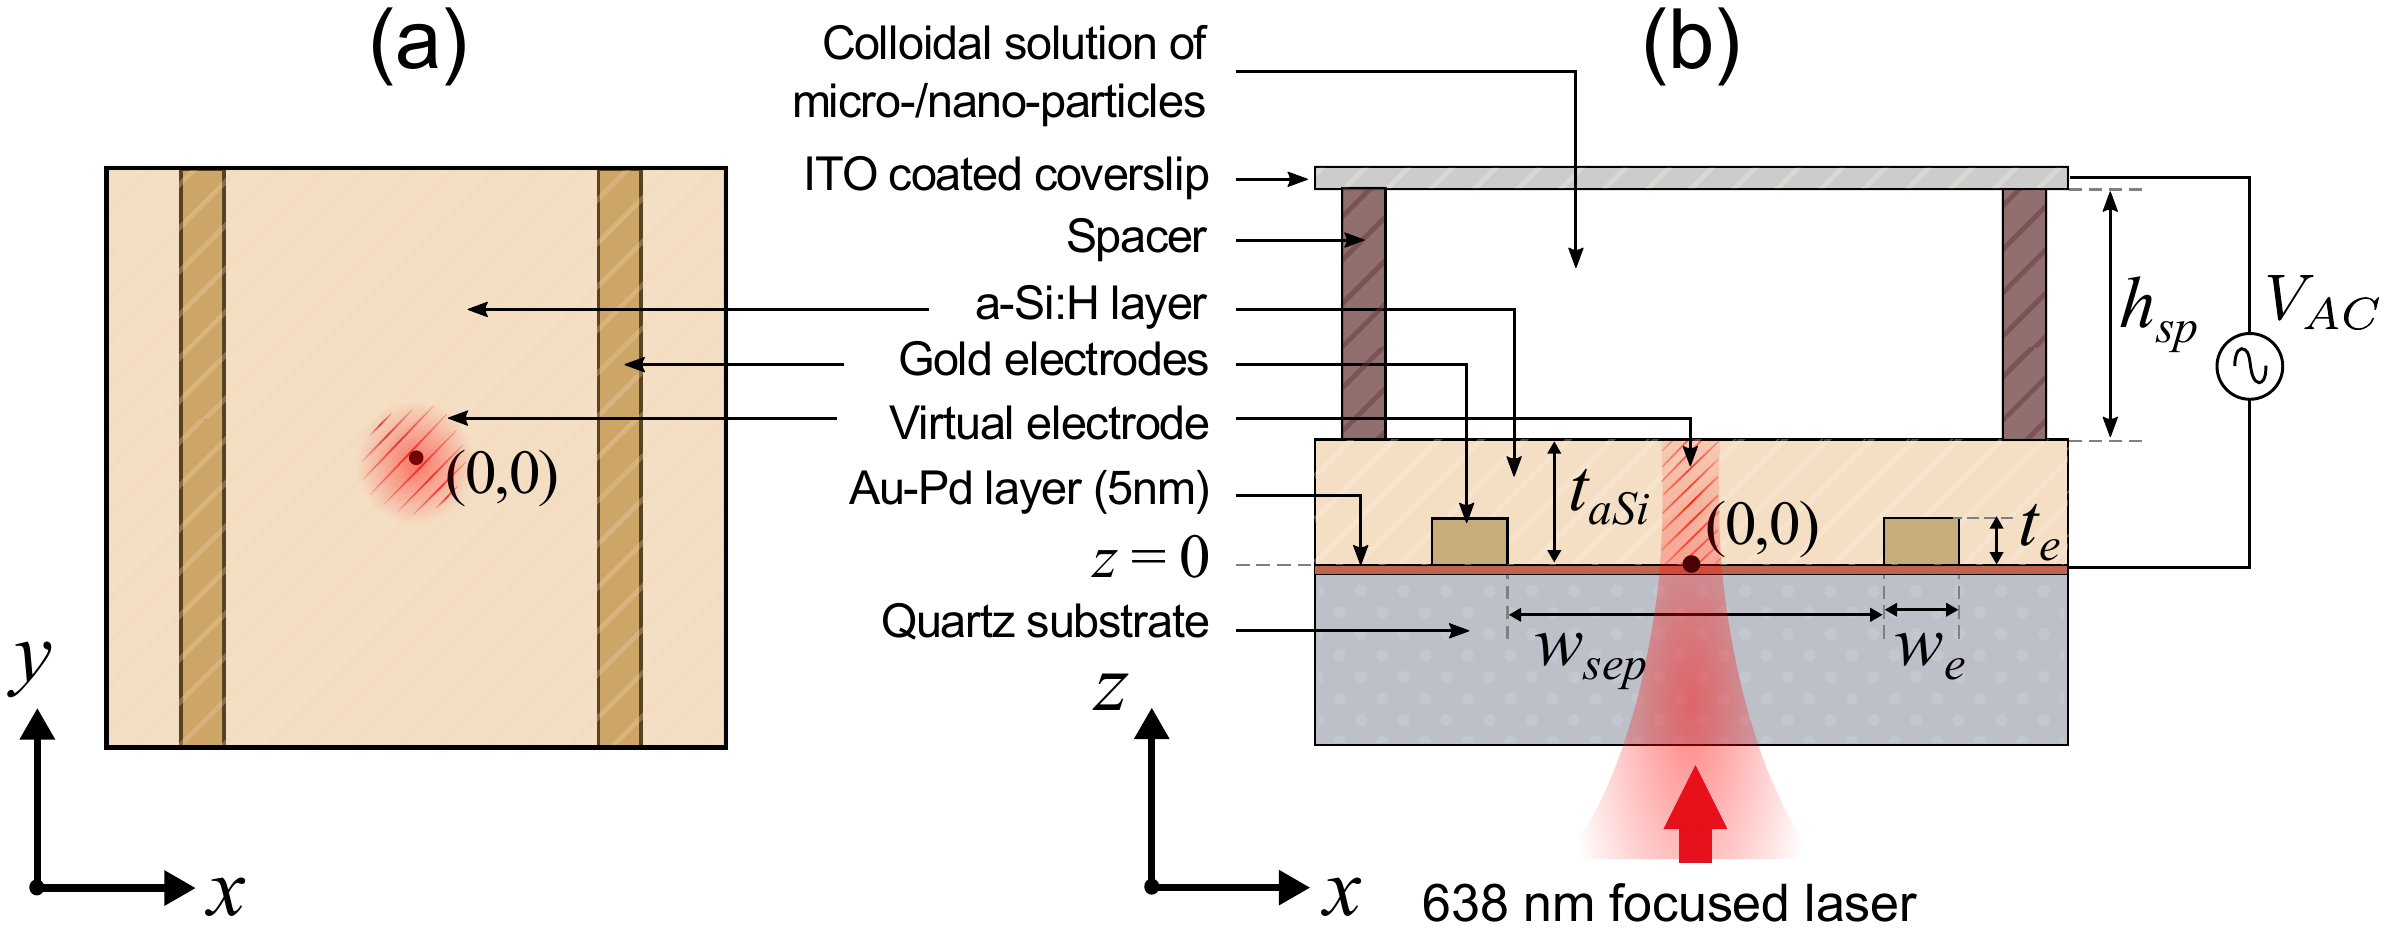 (a)
(b)
Colloidal solution of
micro-/nano-particles
ITO coated coverslip
Spacer
a-Si:H layer
Gold electrodes
Virtual electrode
Au-Pd layer (5nm)
z = 0
Quartz substrate
(0,0)
y
x
h_{sp}
V_{AC}
t_{aSi}
(0,0)
t_e
w_{sep}
w_e
z
x
638 nm focused laser